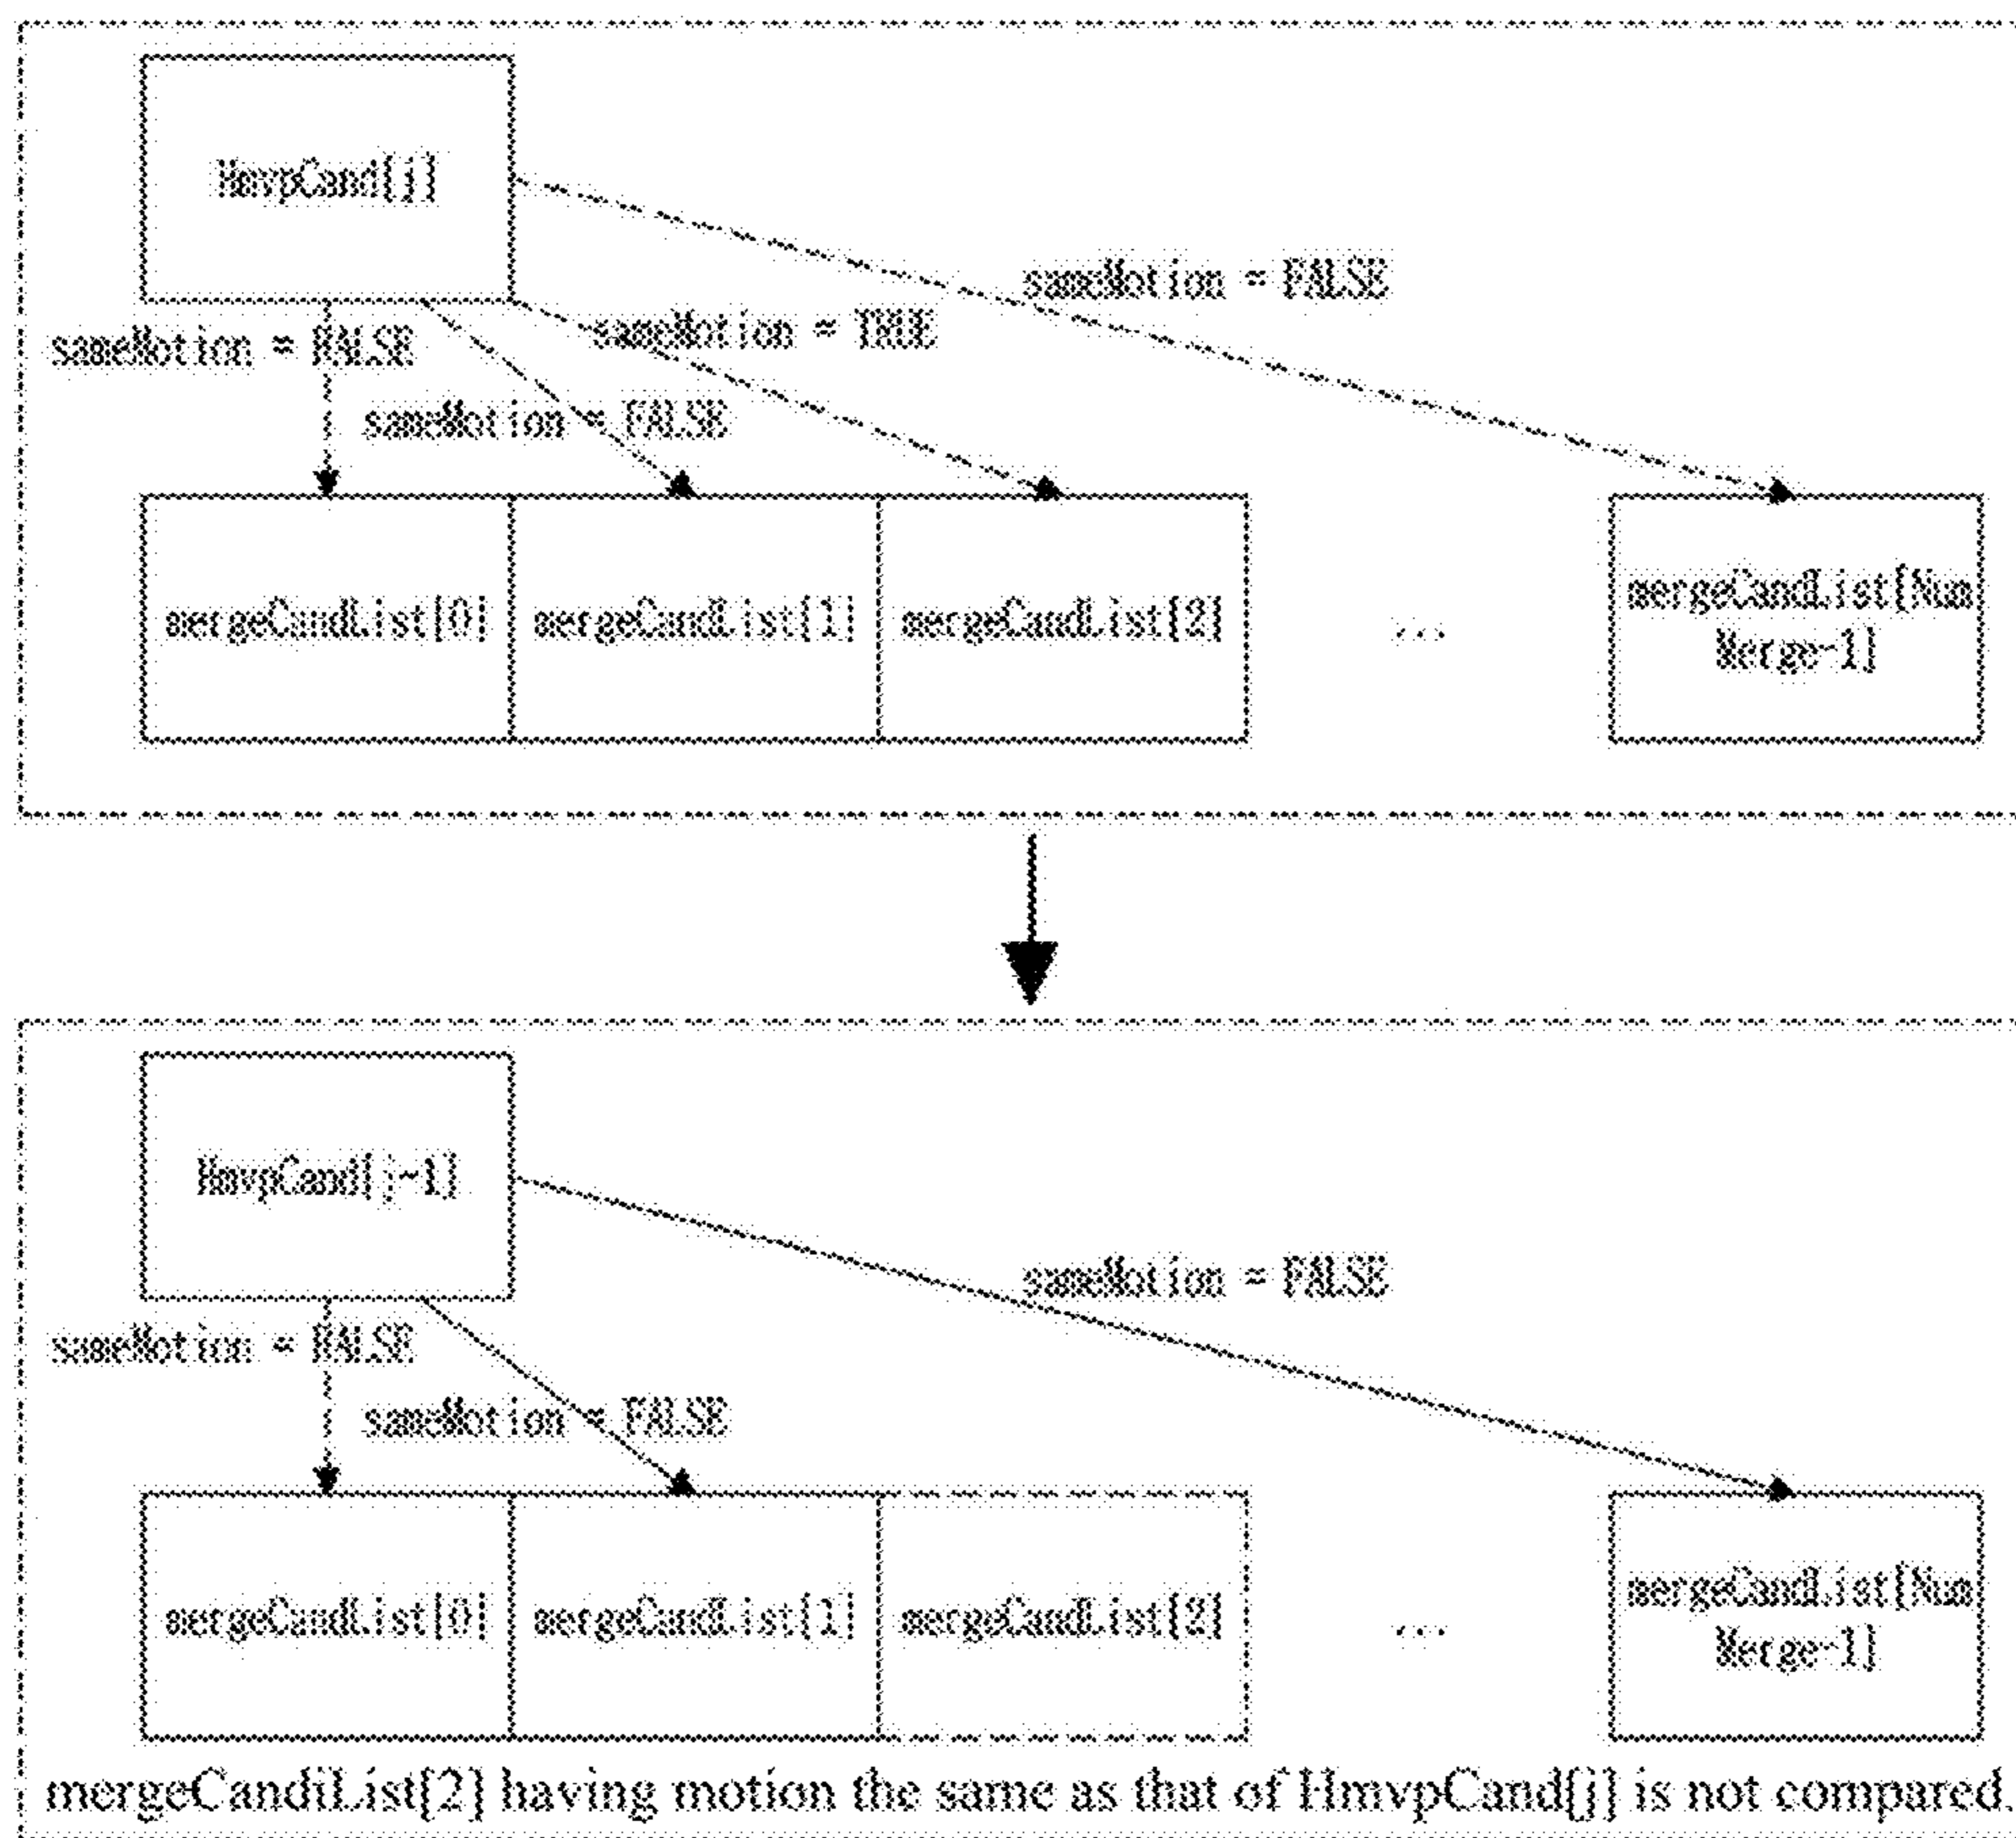 HmvpCand[j]
sameMotion = FALSE
sameMotion = TRUE
sameMotion = FALSE
sameMotion = FALSE
mergeCandList[0]
mergeCandList[1]
mergeCandList[2]
...
mergeCandList[Num
Merge-1]
HmvpCand[j-1]
sameMotion = FALSE
sameMotion = FALSE
sameMotion = FALSE
mergeCandList[0]
mergeCandList[1]
mergeCandList[2]
...
mergeCandList[Num
Merge-1]
mergeCandiList[2] having motion the same as that of HmvpCand[j] is not compared.